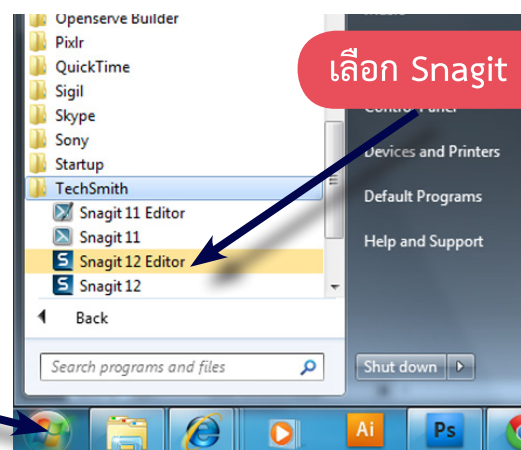 Openserve Builder
Pixlr
QuickTime
Sigil
Skype
Sony
Startup
TechSmith
Snagit 11 Editor
Snagit 11
Snagit 12 Editor
Snagit 12
Back
Search programs and files
เลือก Snagit
Control Panel
Devices and Printers
Default Programs
Help and Support
Shut down
Ai
Ps